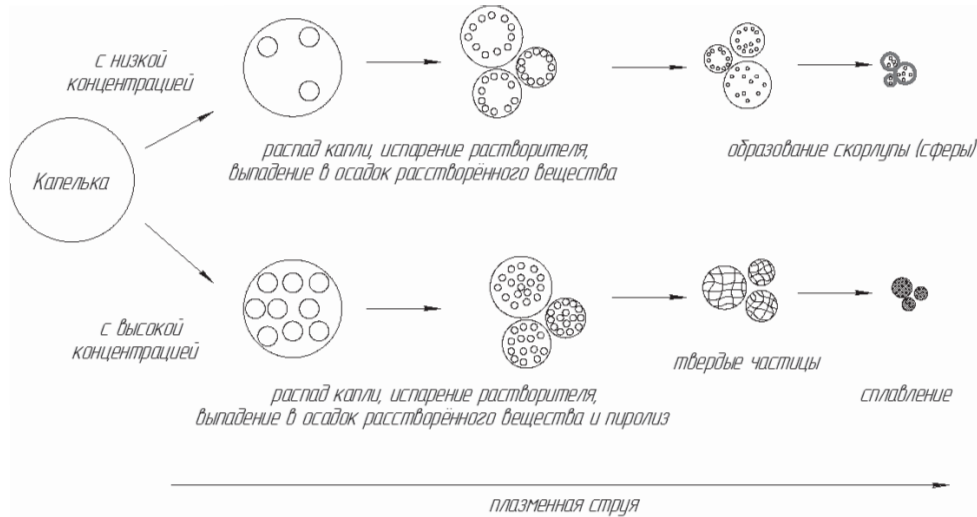 с низкой
концентрацией
распад капли, испарение растворителя,
выпадение в осадок расстворённого вещества
образование скорлупы (сферы)
Капелька
с высокой
концентрацией
твердые частицы
распад капли, испарение растворителя,
выпадение в осадок расстворённого вещества и пиролиз
сплавление
плазменная струя